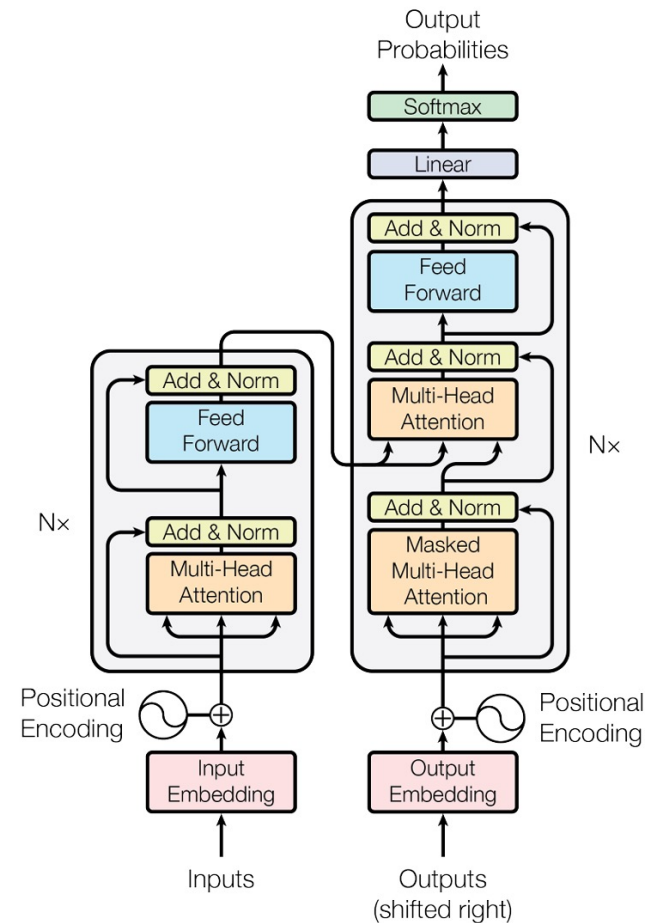 Output
Probabilities
Softmax
Linear
Add & Norm
Feed
Forward
Add & Norm
Multi-Head
Attention
Add & Norm
Masked
Multi-Head
Attention
N×
Add & Norm
Feed
Forward
Add & Norm
Multi-Head
Attention
N×
Positional
Encoding
Positional
Encoding
Input
Embedding
Output
Embedding
Inputs
Outputs
(shifted right)